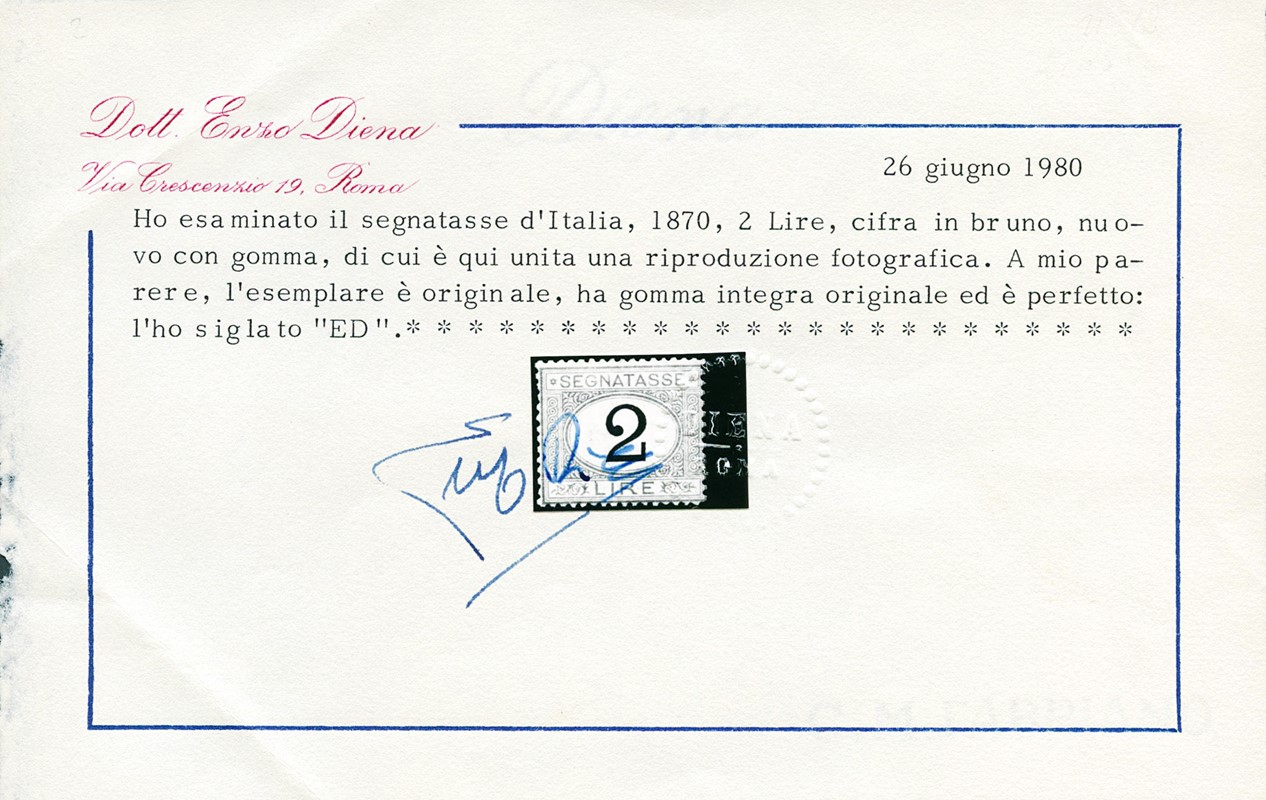 Dott. Enzo Diena
Via Crescenzio 19, Roma
26 giugno 1980
Ho esaminato il segnatasse d'Italia, 1870, 2 Lire, cifra in bruno, nuo-
vo con gomma, di cui è qui unita una riproduzione fotografica. A mio pa-
rere, l'esemplare è originale, ha gomma integra originale ed è perfetto:
l'ho siglato "ED".* * * * * * * * * * * * * * * * * * * * * * * *
SEGNATASSE
2
LIRE